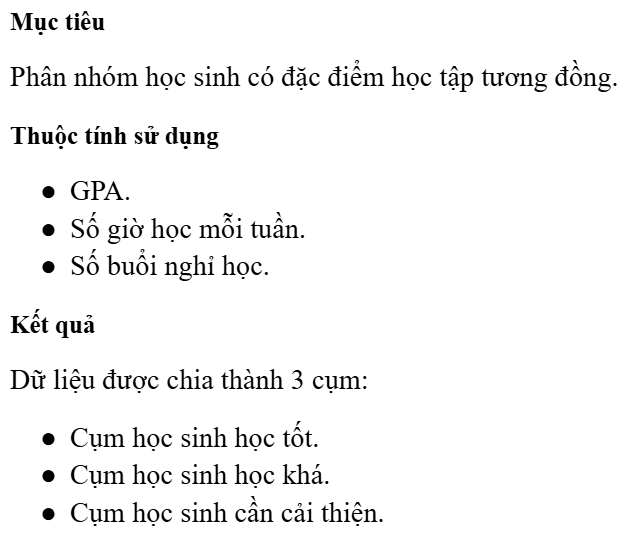 Mục tiêu
Phân nhóm học sinh có đặc điểm học tập tương đồng.
Thuộc tính sử dụng
● GPA.
● Số giờ học mỗi tuần.
● Số buổi nghỉ học.
Kết quả
Dữ liệu được chia thành 3 cụm:
● Cụm học sinh học tốt.
● Cụm học sinh học khá.
● Cụm học sinh cần cải thiện.